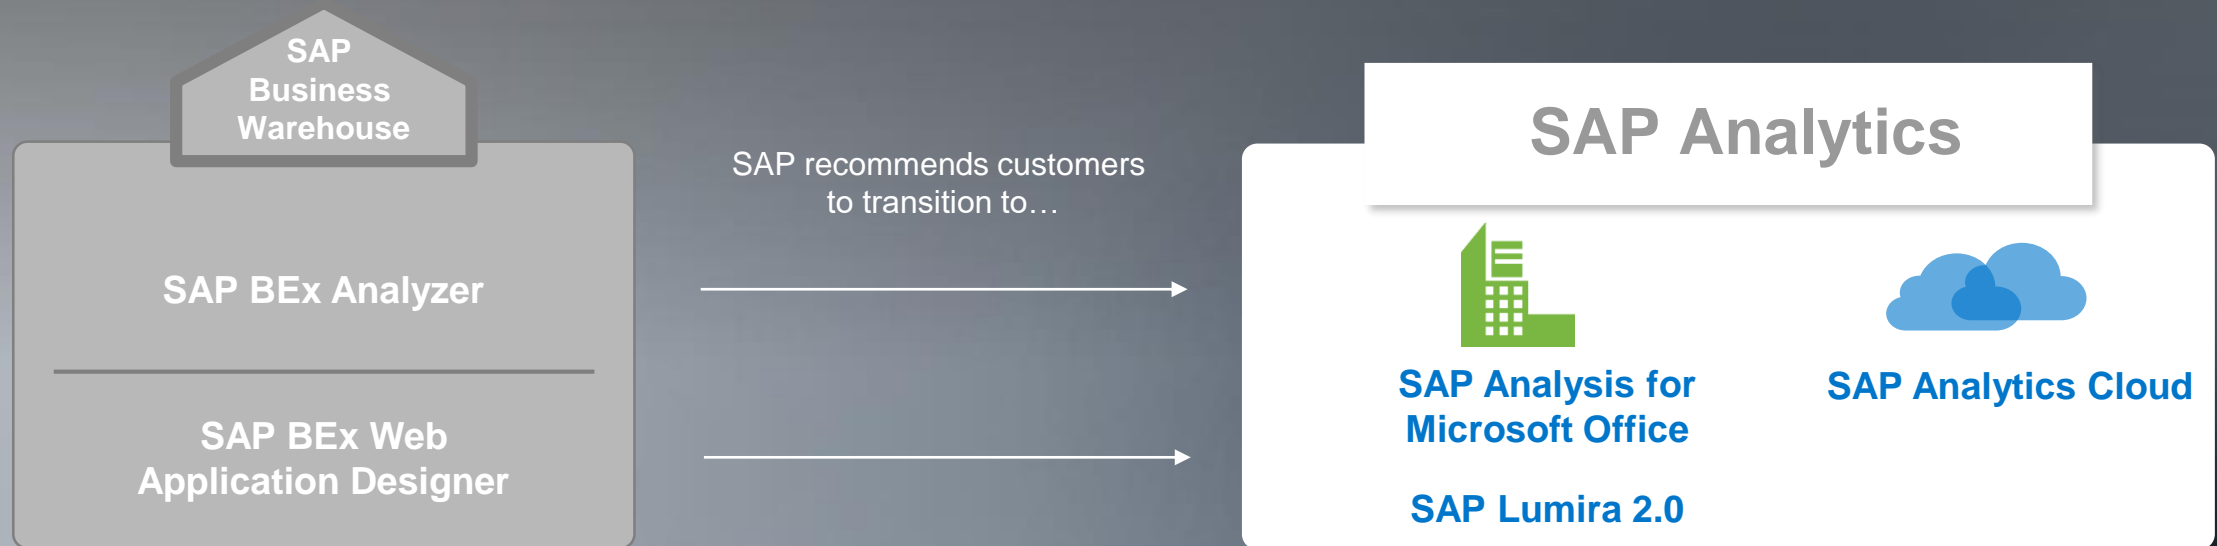 SAP
Business
Warehouse
SAP BEx Analyzer
SAP BEx Web
Application Designer
SAP recommends customers
to transition to…
SAP Analytics
SAP Analysis for
Microsoft Office
SAP Lumira 2.0
SAP Analytics Cloud